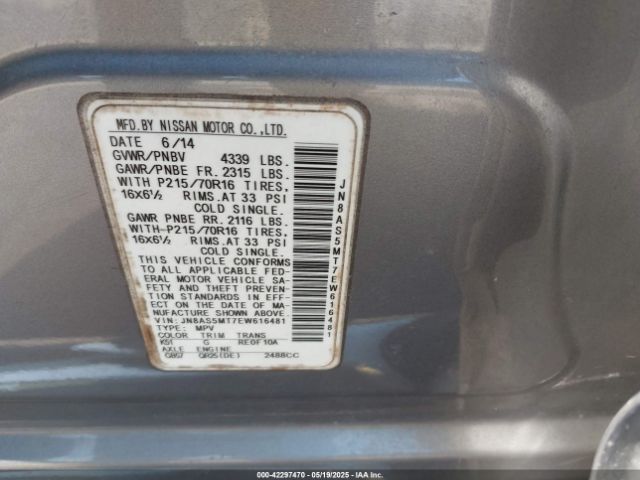 MFD.BY NISSAN MOTOR CO.,LTD.
DATE 6/14
GVWR/PNBV 4339 LBS.
GAWR/PNBE FR. 2315 LBS.
WITH P215/70R16 TIRES,
16X6½ RIMS.AT 33 PSI
COLD SINGLE.
GAWR PNBE RR. 2116 LBS.
WITH P215/70R16 TIRES,
16X6½ RIMS.AT 33 PSI
COLD SINGLE.
THIS VEHICLE CONFORMS
TO ALL APPLICABLE FED-
ERAL MOTOR VEHICLE SA-
FETY AND THEFT PREVEN-
TION STANDARDS IN EFF-
ECT ON THE DATE OF MA-
NUFACTURE SHOWN ABOVE.
VIN: JN8AS5MT7EW616481
TYPE: MPV
COLOR TRIM TRANS
K51 G RE0F10A
AXLE ENGINE
GB57 QR25(DE) 2488CC
JN8AS5MT7EW616481
000-42297470 — 05/19/2025 — IAA Inc.